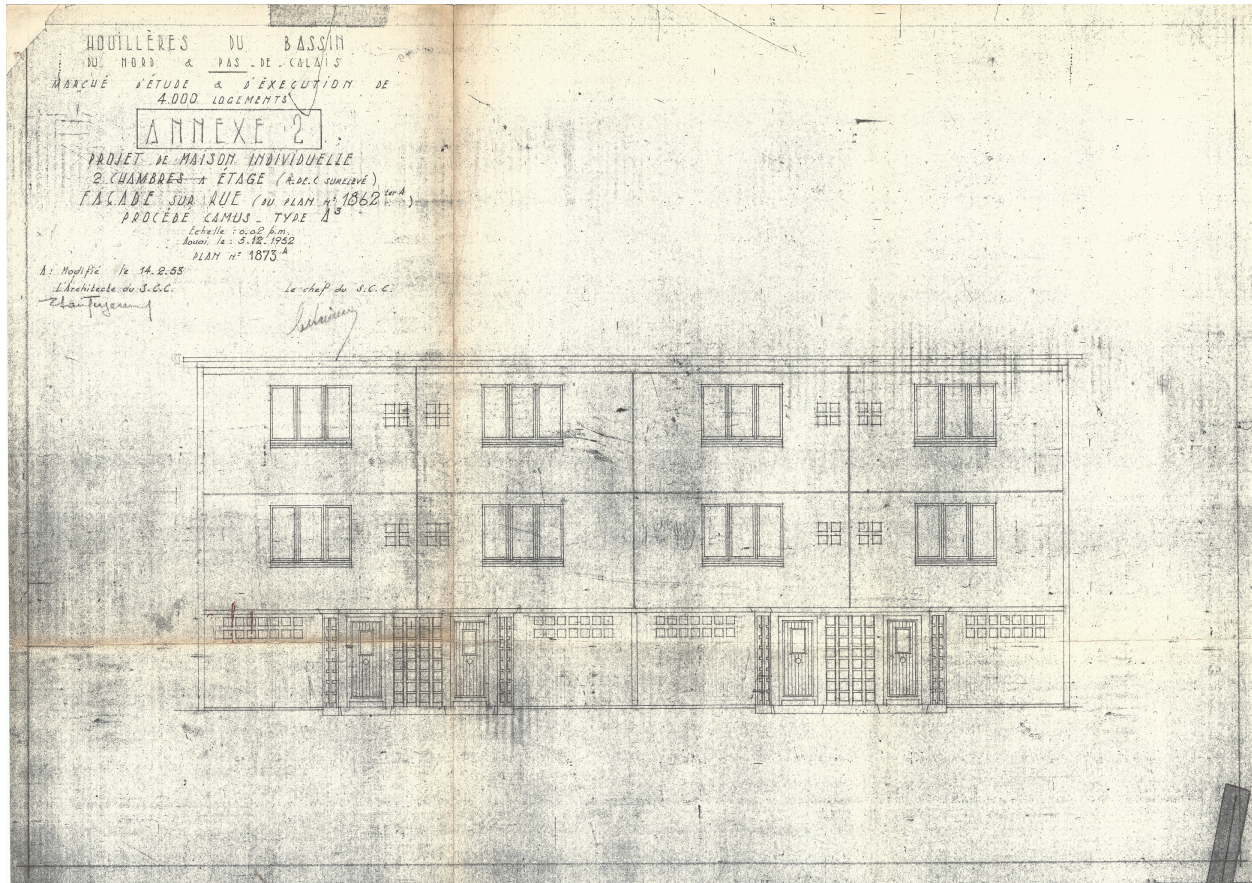 HOUILLÈRES DU BASSIN
DU NORD & PAS-DE-CALAIS
MARCHÉ D'ÉTUDE & D'ÉXECUTION DE
4.000 LOGEMENTS
ANNEXE 2
PROJET DE MAISON INDIVIDUELLE
2 CHAMBRES A ÉTAGE (R.DE.C SURELEVÉ)
FAÇADE SUR RUE (DU PLAN N° 1862 ter A)
PROCÉDÉ CAMUS - TYPE A3
Echelle : 0.02 p.m.
Douai, le : 5.12.1952
PLAN N° 1873 A
A : Modifié le 14.2.53
L'Architecte du S.C.C. Le chef du S.C.C.